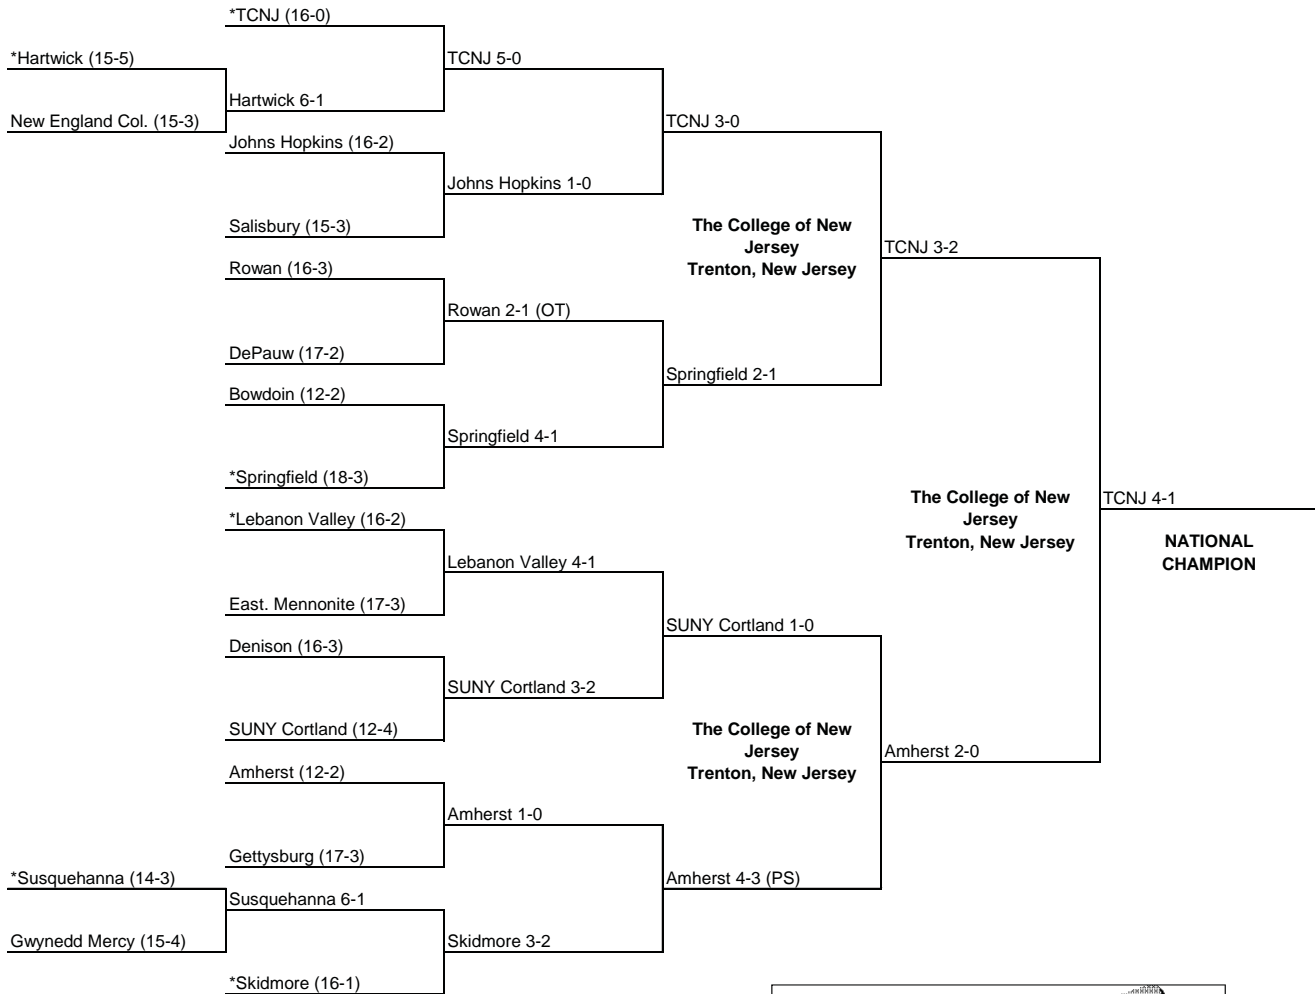 *TCNJ (16-0)
*Hartwick (15-5)
TCNJ 5-0
Hartwick 6-1
New England Col. (15-3)
TCNJ 3-0
Johns Hopkins (16-2)
Johns Hopkins 1-0
Salisbury (15-3)
The College of New
Jersey
Trenton, New Jersey
TCNJ 3-2
Rowan (16-3)
Rowan 2-1 (OT)
DePauw (17-2)
Springfield 2-1
Bowdoin (12-2)
Springfield 4-1
*Springfield (18-3)
The College of New
Jersey
Trenton, New Jersey
TCNJ 4-1
NATIONAL
CHAMPION
*Lebanon Valley (16-2)
Lebanon Valley 4-1
East. Mennonite (17-3)
SUNY Cortland 1-0
Denison (16-3)
SUNY Cortland 3-2
SUNY Cortland (12-4)
The College of New
Jersey
Trenton, New Jersey
Amherst 2-0
Amherst (12-2)
Amherst 1-0
Gettysburg (17-3)
*Susquehanna (14-3)
Amherst 4-3 (PS)
Susquehanna 6-1
Gwynedd Mercy (15-4)
Skidmore 3-2
*Skidmore (16-1)